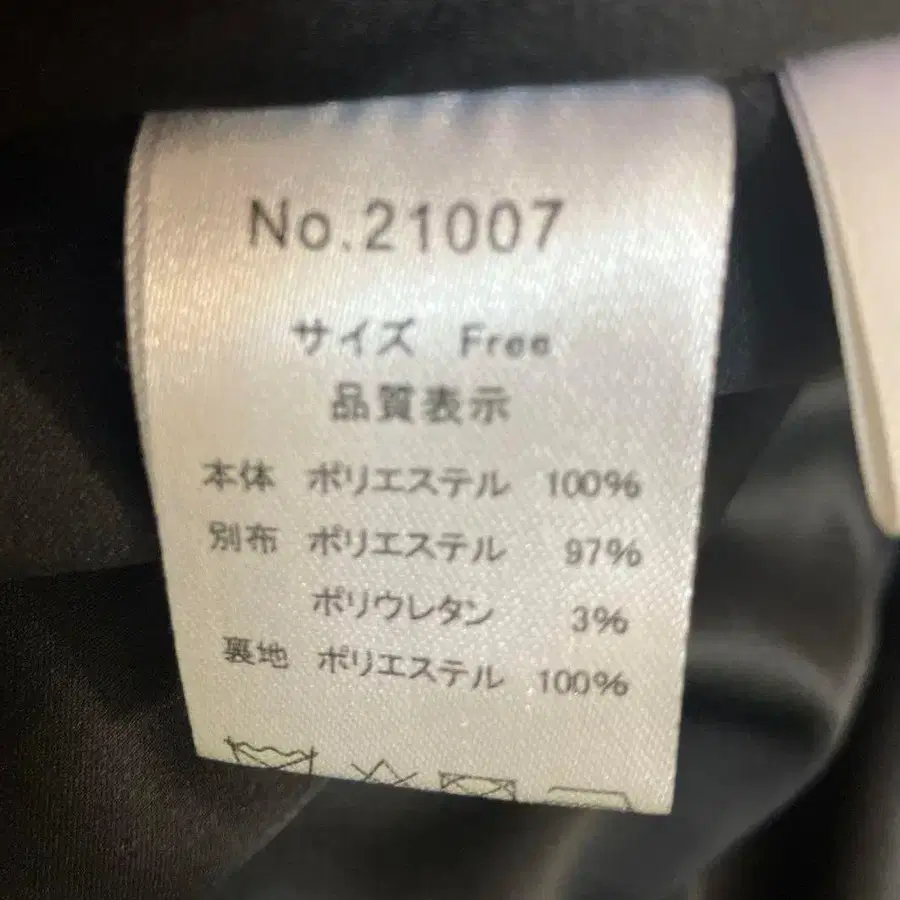 No.21007
サイズ Free
品質表示
本体 ポリエステル 100%
別布 ポリエステル 97%
ポリウレタン 3%
裏地 ポリエステル 100%